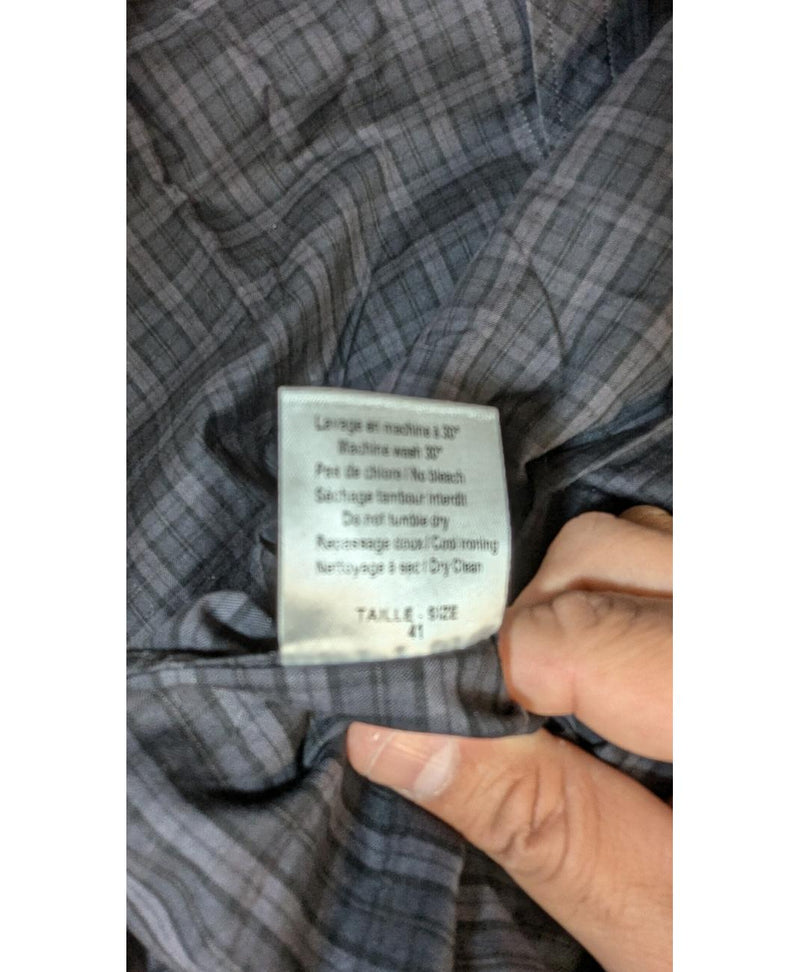 Lavage en machine à 30°
Machine wash 30°
Pas de chlore / No bleach
Séchage tambour interdit
Do not tumble dry
Repassage doux / Cool ironing
Nettoyage à sec / Dry Clean
TAILLE - SIZE
41